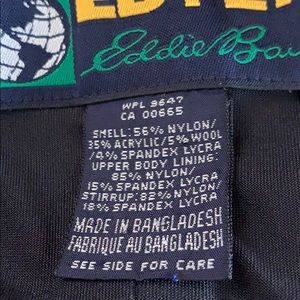 Eddie Bau
WPL 9647
CA 00665
SMELL: 56% NYLON/
35% ACRYLIC/5% WOOL
/4% SPANDEX LYCRA
UPPER BODY LINING:
85% NYLON/
15% SPANDEX LYCRA
STIRRUP: 82% NYLON/
18% SPANDEX LYCRA
MADE IN BANGLADESH
FABRIQUE AU BANGLADESH
SEE SIDE FOR CARE